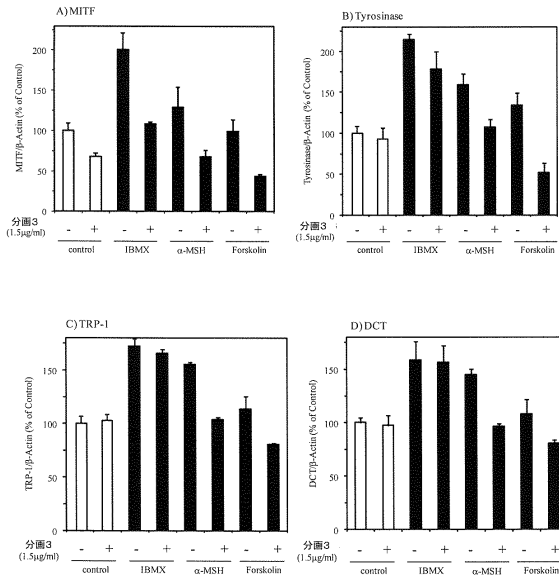 A) MITF
MITF/β-Actin (% of Control)
200
150
100
50
0
分画3
(1.5μg/ml)
- + - + - + - +
control IBMX α-MSH Forskolin
B) Tyrosinase
Tyrosinase/β-Actin (% of Control)
200
150
100
50
分画3
(1.5μg/ml)
- + - + - + - +
control IBMX α-MSH Forskolin
C) TRP-1
TRP-1/β-Actin (% of Control)
150
100
50
0
分画3
(1.5μg/ml)
- + - + - + - +
control IBMX α-MSH Forskolin
D) DCT
DCT/β-Actin (% of Control)
150
100
50
0
分画3
(1.5μg/ml)
- + - + - + - +
control IBMX α-MSH Forskolin